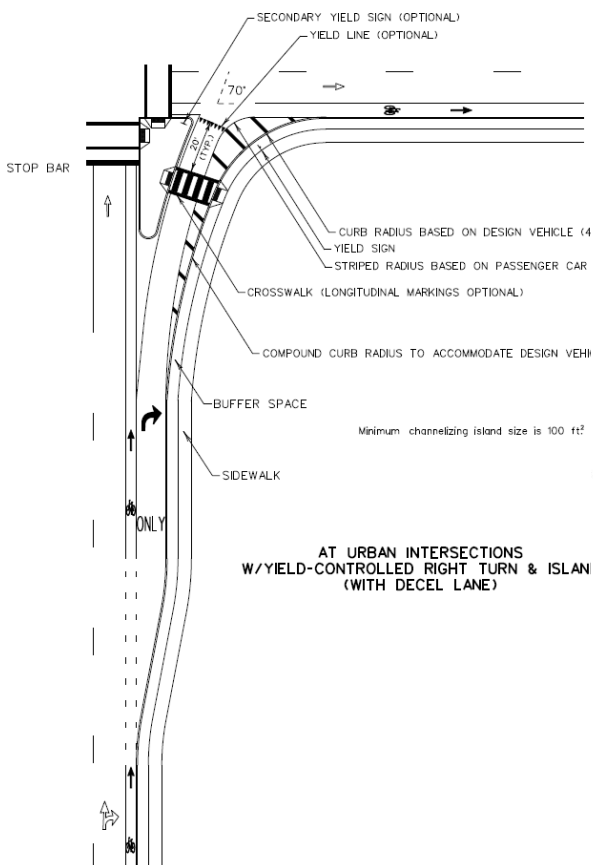 SECONDARY YIELD SIGN (OPTIONAL)
YIELD LINE (OPTIONAL)
70°
20'
(TYP.)
STOP BAR
CURB RADIUS BASED ON DESIGN VEHICLE (4
YIELD SIGN
STRIPED RADIUS BASED ON PASSENGER CAR
CROSSWALK (LONGITUDINAL MARKINGS OPTIONAL)
COMPOUND CURB RADIUS TO ACCOMMODATE DESIGN VEHIC
BUFFER SPACE
Minimum channelizing island size is 100 ft²
SIDEWALK
ONLY
AT URBAN INTERSECTIONS
W/YIELD-CONTROLLED RIGHT TURN & ISLAN
(WITH DECEL LANE)